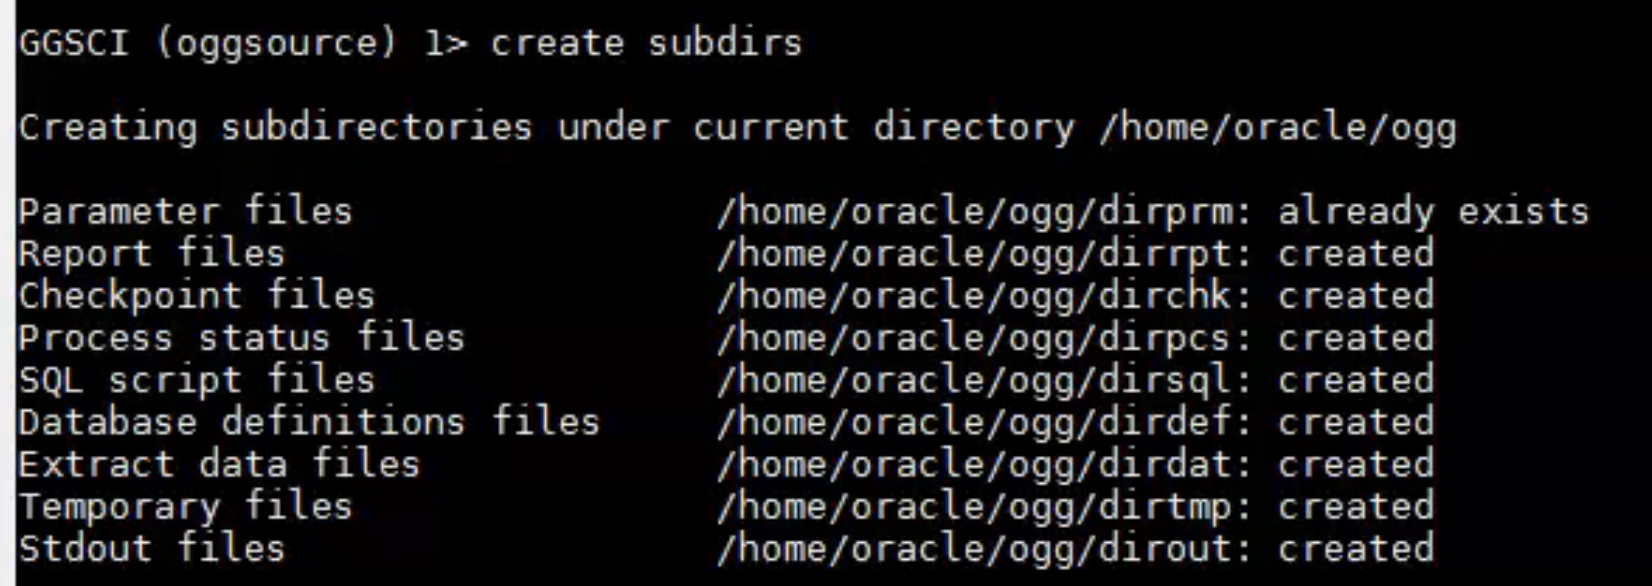 GGSCI (oggsource) 1> create subdirs
Creating subdirectories under current directory /home/oracle/ogg
Parameter files /home/oracle/ogg/dirprm: already exists
Report files /home/oracle/ogg/dirrpt: created
Checkpoint files /home/oracle/ogg/dirchk: created
Process status files /home/oracle/ogg/dirpcs: created
SQL script files /home/oracle/ogg/dirsql: created
Database definitions files /home/oracle/ogg/dirdef: created
Extract data files /home/oracle/ogg/dirdat: created
Temporary files /home/oracle/ogg/dirtmp: created
Stdout files /home/oracle/ogg/dirout: created